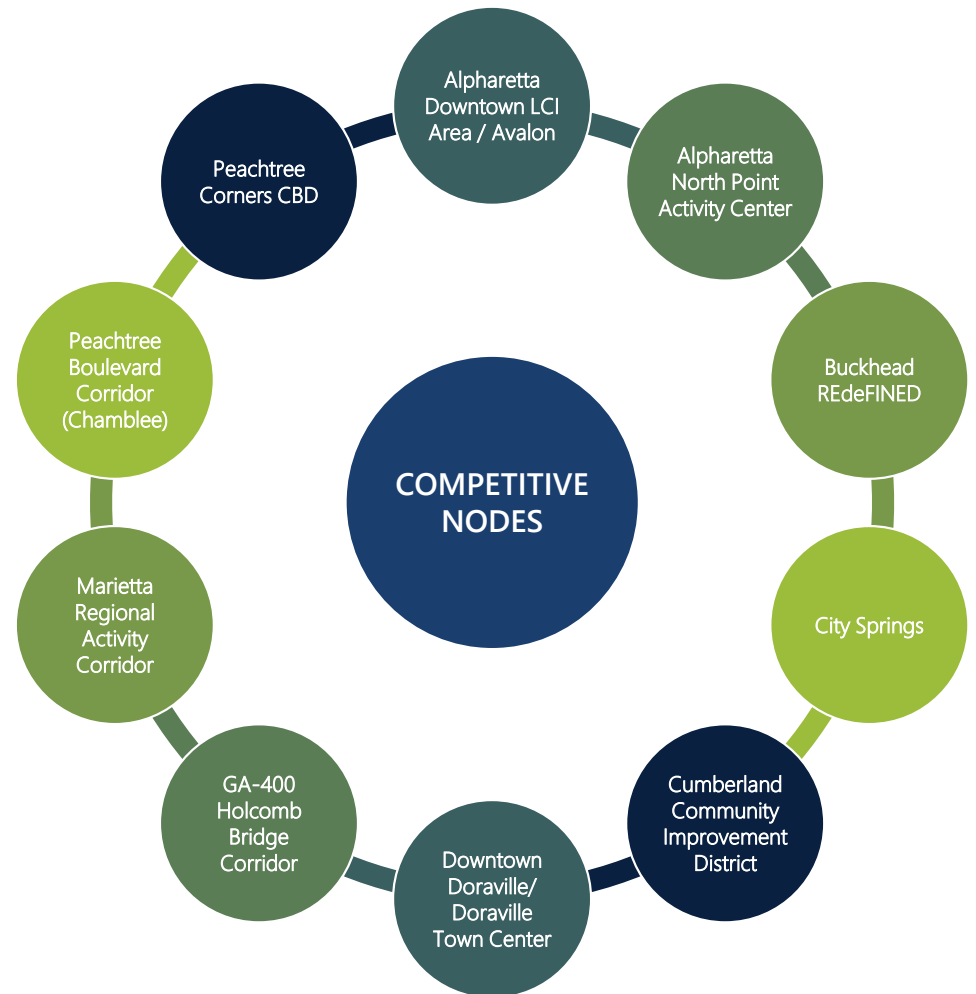 Alpharetta
Downtown LCI
Area / Avalon
Alpharetta
North Point
Activity Center
Buckhead
REdeFINED
City Springs
Cumberland
Community
Improvement
District
Downtown
Doraville/
Doraville
Town Center
GA-400
Holcomb
Bridge
Corridor
Marietta
Regional
Activity
Corridor
Peachtree
Boulevard
Corridor
(Chamblee)
Peachtree
Corners CBD
COMPETITIVE
NODES